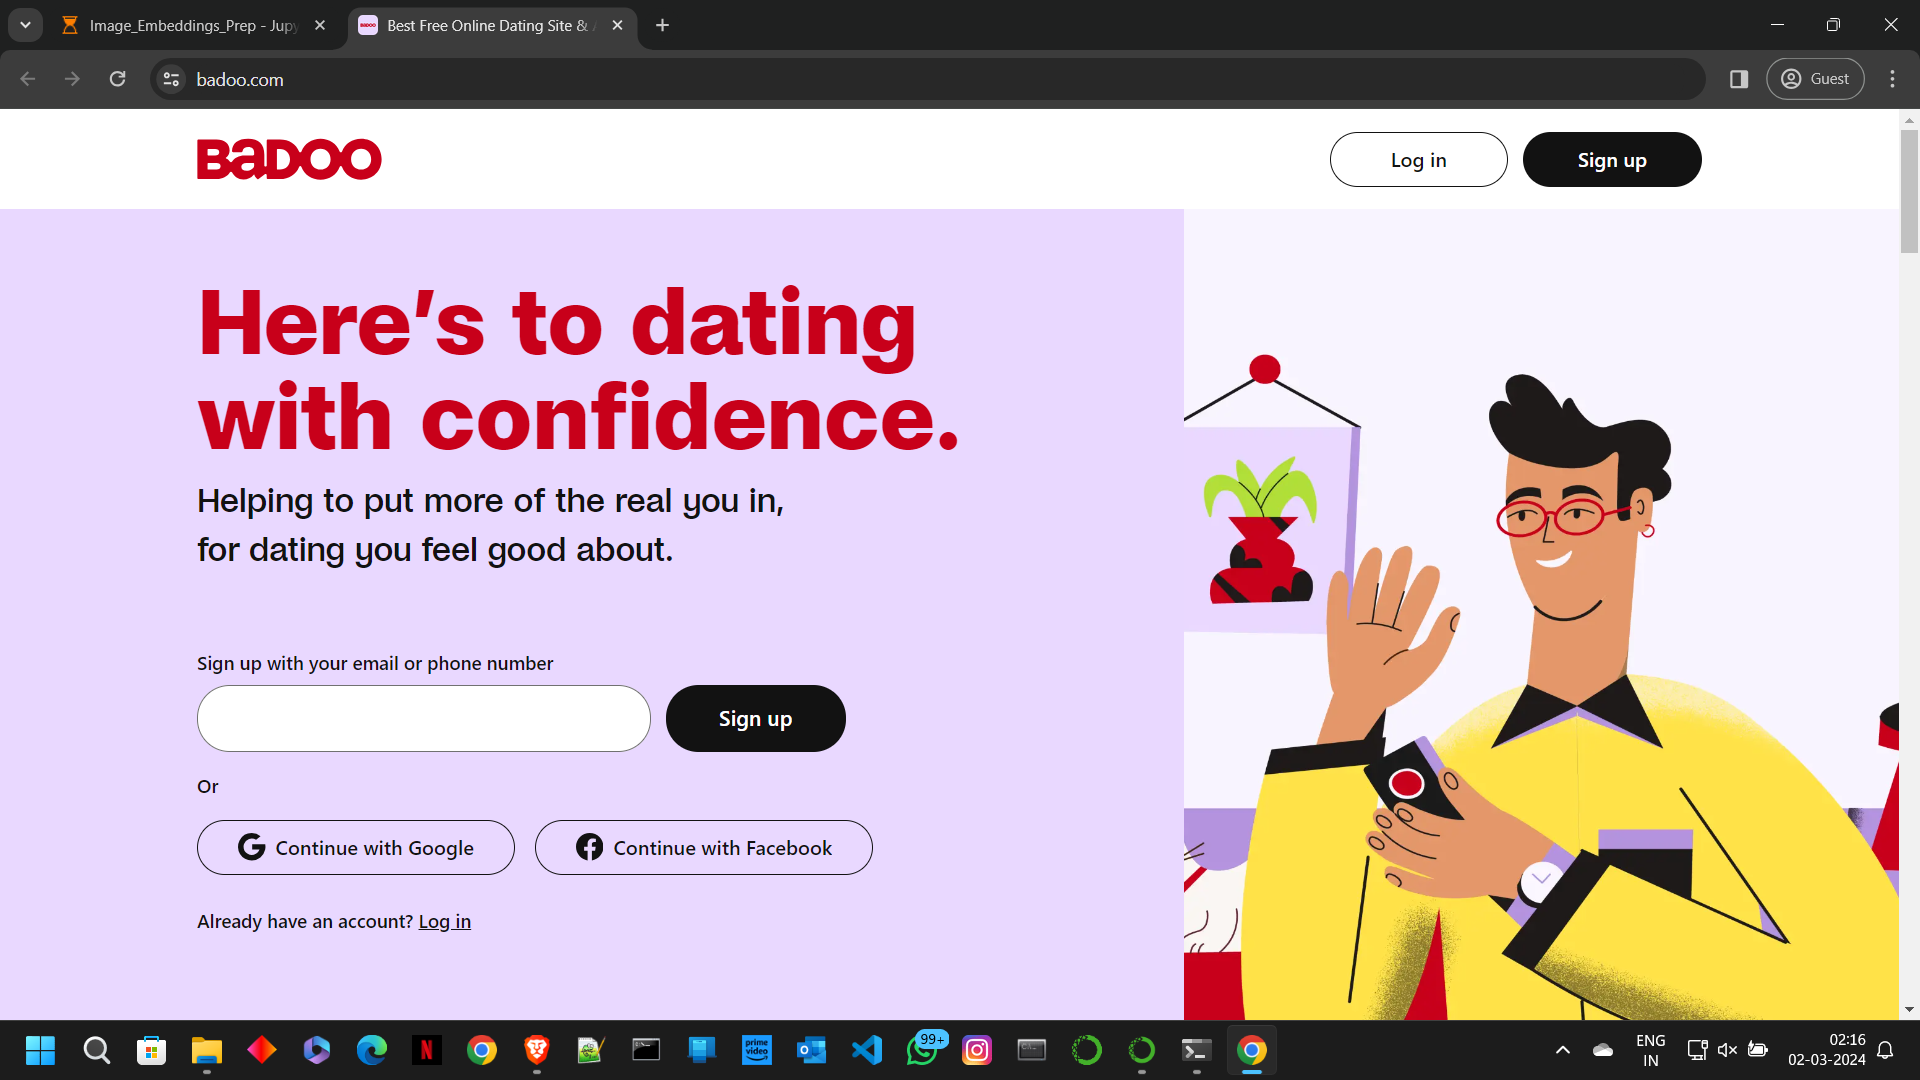 Image_Embeddings_Prep - Jupy
Best Free Online Dating Site &
badoo.com
Guest
BADOO
Log in
Sign up
Here's to dating
with confidence.
Helping to put more of the real you in,
for dating you feel good about.
Sign up with your email or phone number
Sign up
Or
Continue with Google
Continue with Facebook
Already have an account? Log in
prime video
99+
ENG
IN
02:16
02-03-2024